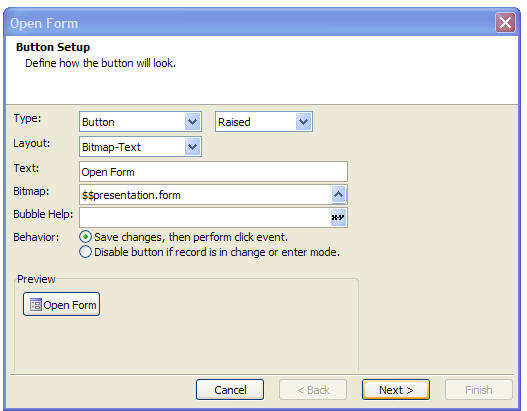 Open Form
Button Setup
Define how the button will look.
Type: Button Raised
Layout: Bitmap-Text
Text: Open Form
Bitmap: $$presentation.form
Bubble Help:
Behavior: Save changes, then perform click event.
Disable button if record is in change or enter mode.
Preview
Open Form
Cancel < Back Next > Finish